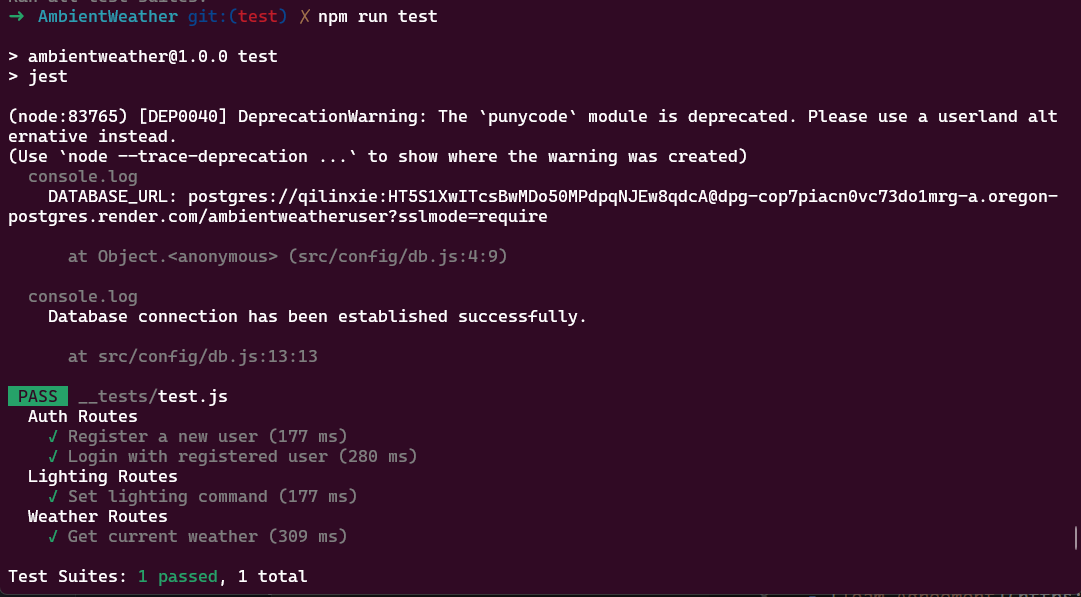 Ran all test suites.
→ AmbientWeather git:(test) ✗ npm run test
> ambientweather@1.0.0 test
> jest
(node:83765) [DEP0040] DeprecationWarning: The `punycode` module is deprecated. Please use a userland alt
ernative instead.
(Use `node --trace-deprecation ...` to show where the warning was created)
console.log
DATABASE_URL: postgres://qilinxie:HT5S1XwITcsBwMDo50MPdpqNJEw8qdcA@dpg-cop7piacn0vc73do1mrg-a.oregon-
postgres.render.com/ambientweatheruser?sslmode=require
at Object.<anonymous> (src/config/db.js:4:9)
console.log
Database connection has been established successfully.
at src/config/db.js:13:13
PASS __tests/test.js
Auth Routes
✓ Register a new user (177 ms)
✓ Login with registered user (280 ms)
Lighting Routes
✓ Set lighting command (177 ms)
Weather Routes
✓ Get current weather (309 ms)
Test Suites: 1 passed, 1 total